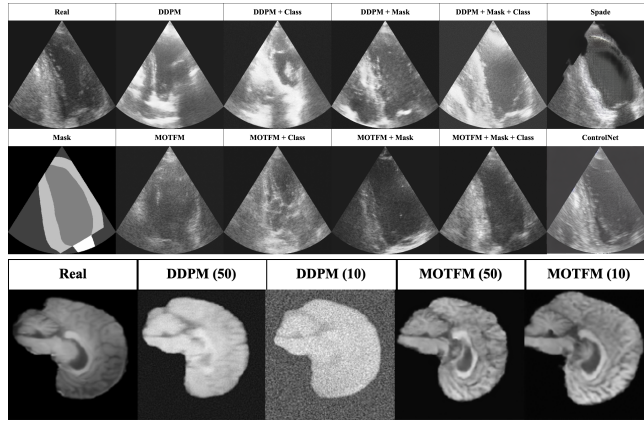 Real DDPM DDPM + Class DDPM + Mask DDPM + Mask + Class Spade
Mask MOTFM MOTFM + Class MOTFM + Mask MOTFM + Mask + Class ControlNet
Real DDPM (50) DDPM (10) MOTFM (50) MOTFM (10)